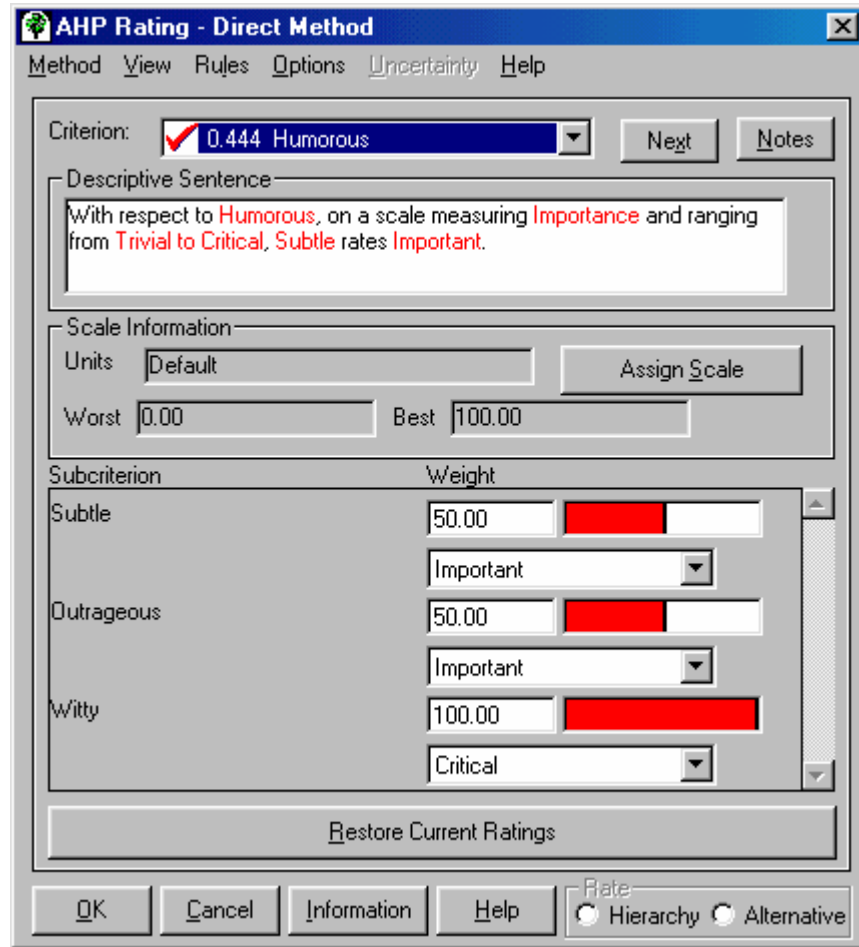 AHP Rating - Direct Method
Method View Rules Options Uncertainty Help
Criterion: 0.444 Humorous Next Notes
Descriptive Sentence
With respect to Humorous, on a scale measuring Importance and ranging
from Trivial to Critical, Subtle rates Important.
Scale Information
Units Default Assign Scale
Worst 0.00 Best 100.00
Subcriterion Weight
Subtle 50.00
Important
Outrageous 50.00
Important
Witty 100.00
Critical
Restore Current Ratings
Rate
OK Cancel Information Help Hierarchy Alternative